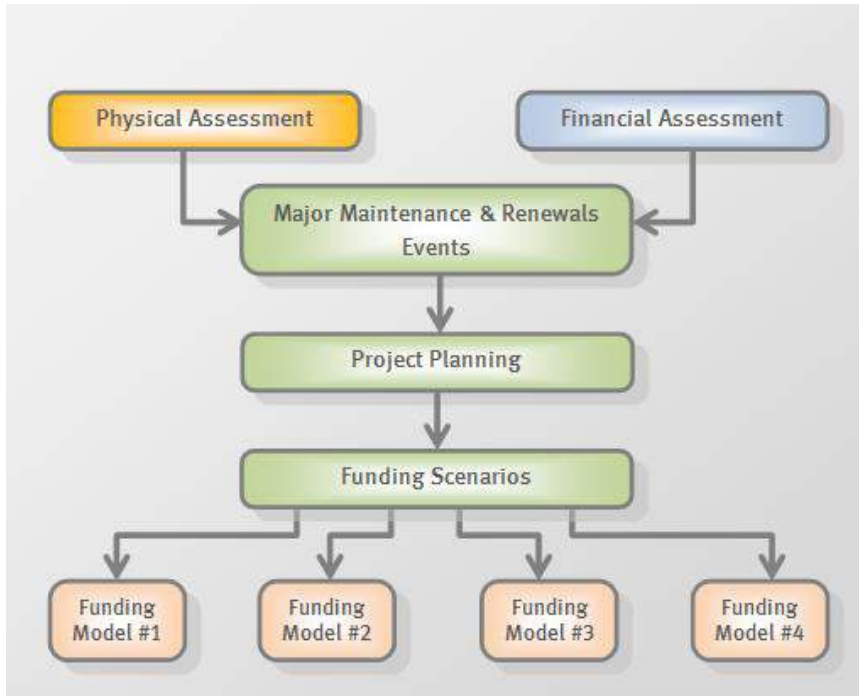 Physical Assessment
Financial Assessment
Major Maintenance & Renewals
Events
Project Planning
Funding Scenarios
Funding
Model #1
Funding
Model #2
Funding
Model #3
Funding
Model #4